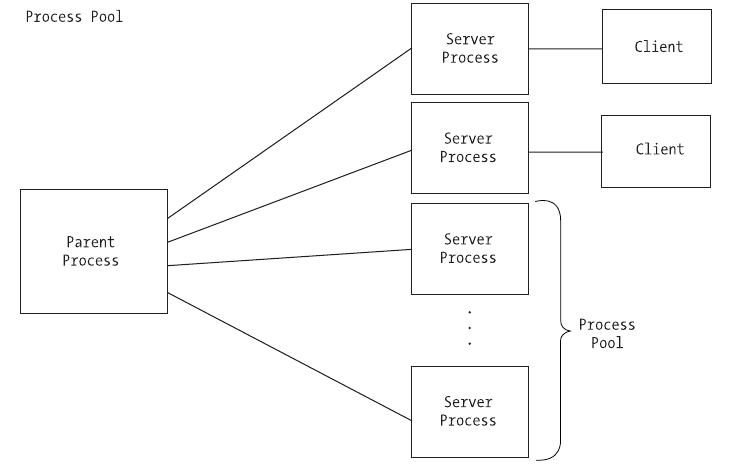 Process Pool
Server
Process
Client
Server
Process
Client
Parent
Process
Server
Process
Process
Pool
Server
Process